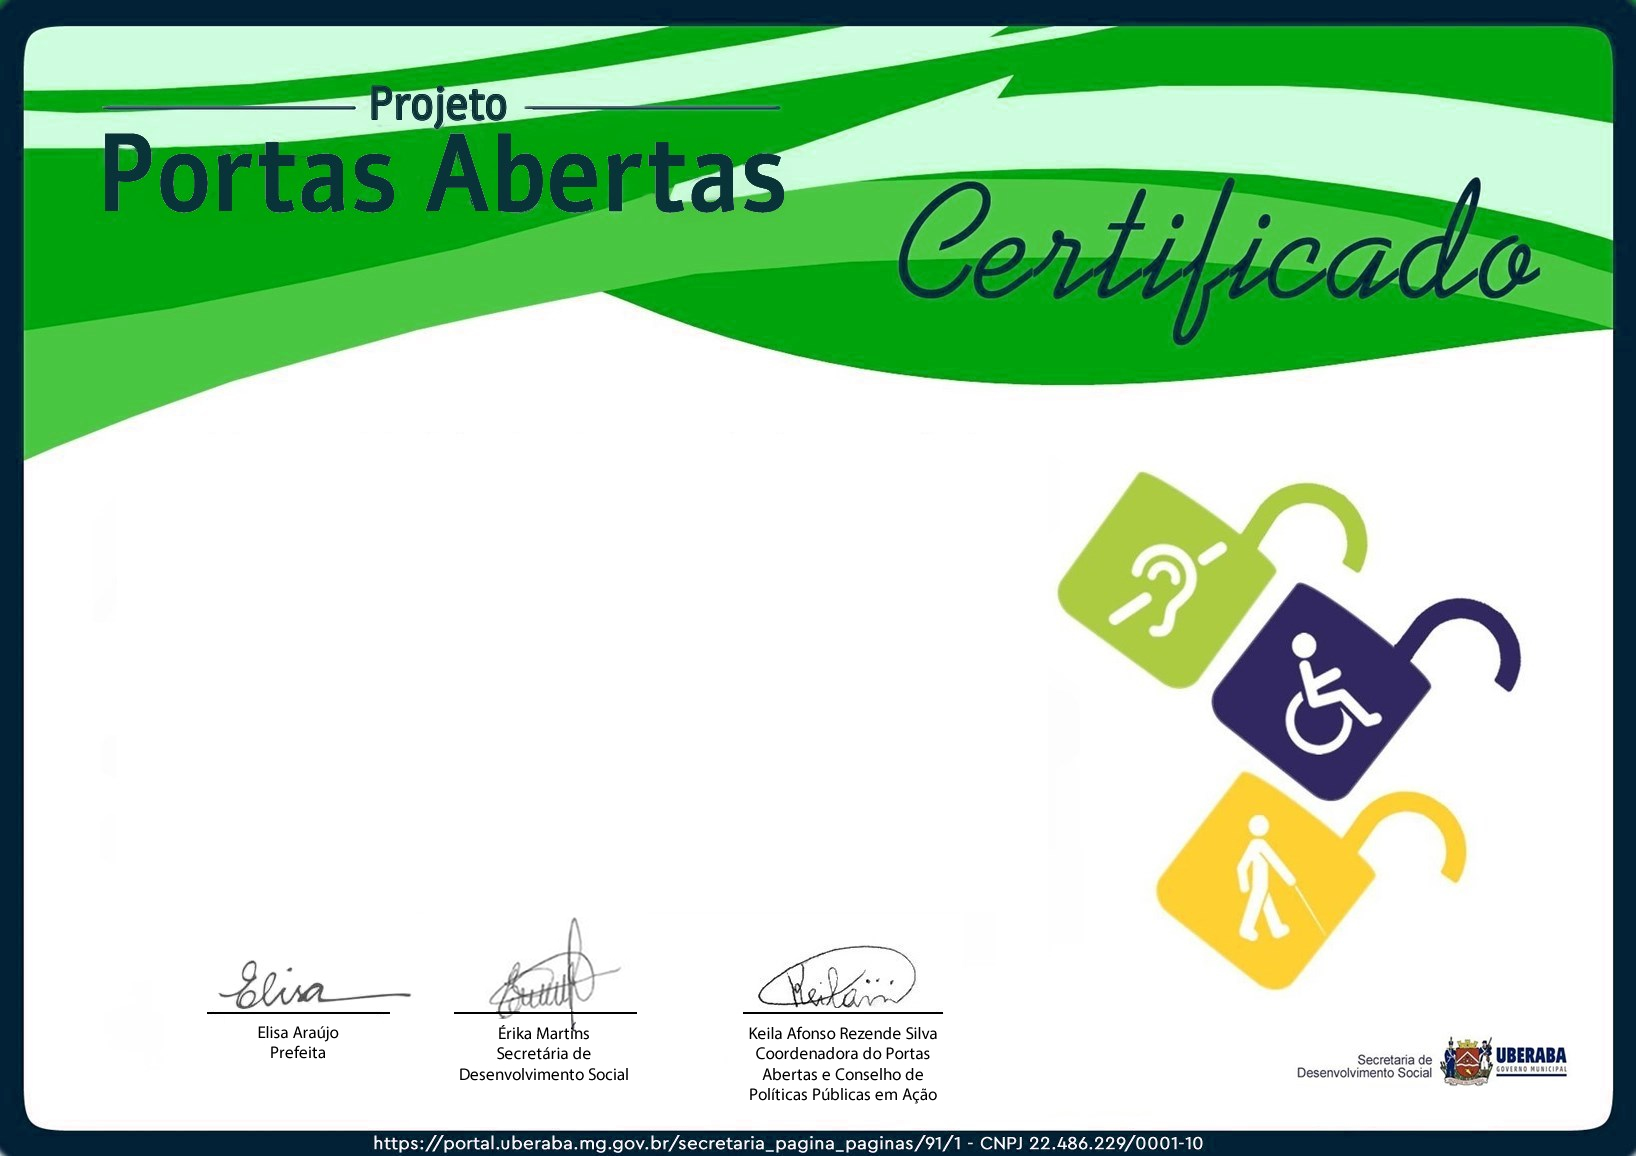 Projeto
Portas Abertas
Certificado
Elisa
Keila
Elisa Araújo
Prefeita
Érika Martins
Secretária de
Desenvolvimento Social
Keila Afonso Rezende Silva
Coordenadora do Portas
Abertas e Conselho de
Políticas Públicas em Ação
Secretaria de
Desenvolvimento Social
UBERABA
GOVERNO MUNICIPAL
https://portal.uberaba.mg.gov.br/secretaria_pagina_paginas/91/1 - CNPJ 22.486.229/0001-10